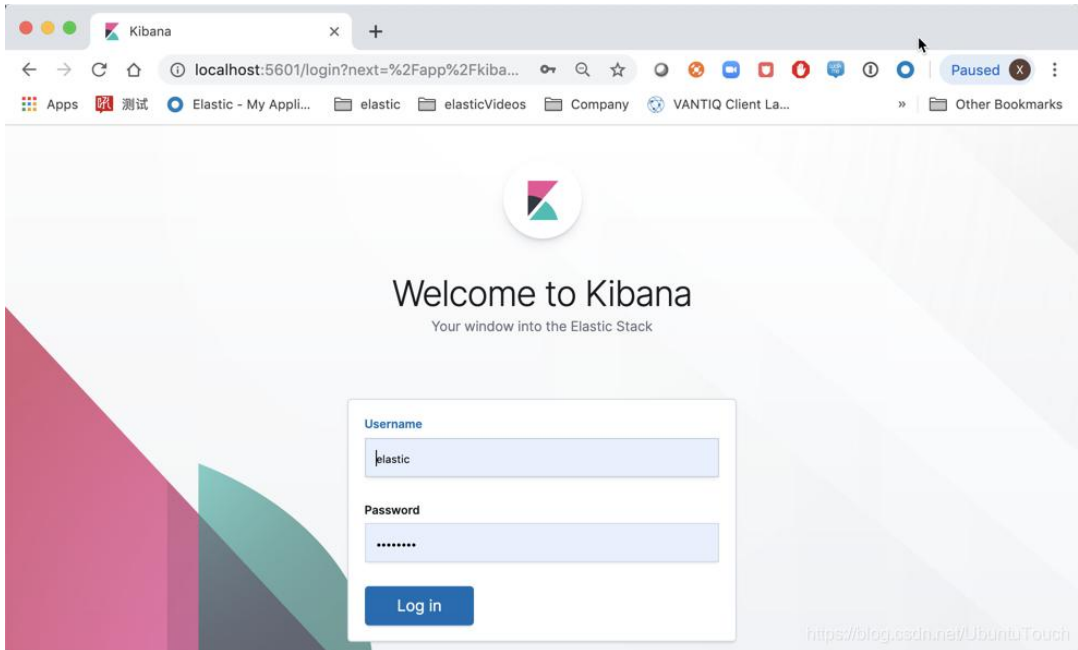 Kibana
localhost:5601/login?next=%2Fapp%2Fkiba...
Paused X
Apps 测试 Elastic - My Appli... elastic elasticVideos Company VANTIQ Client La... » Other Bookmarks
Welcome to Kibana
Your window into the Elastic Stack
Username
elastic
Password
••••••••
Log in
https://blog.csdn.net/UbuntuTouch